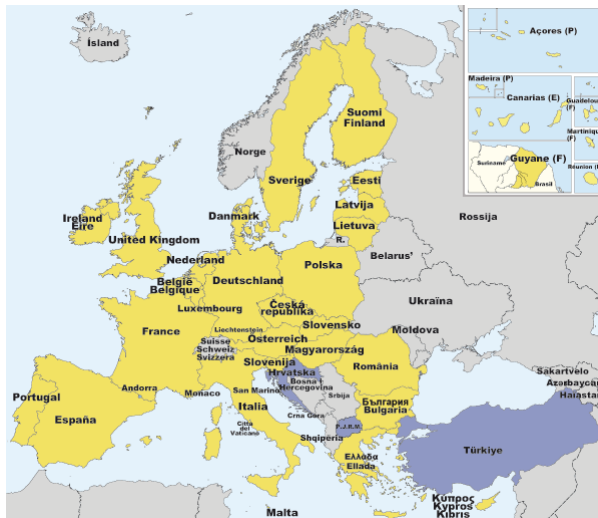 Ísland
Açores (P)
Madeira (P)
Canarias (E)
Guadeloupe
(F)
Martinique
(F)
Guyane (F)
Suriname
Brasil
Norge
Suomi
Finland
Sverige
Eesti
Latvija
Lietuva
R.
Rossija
Danmark
Ireland
Éire
United Kingdom
Nederland
België
Belgique
Deutschland
Polska
Belarus'
Luxembourg
Česká
republika
Ukraïna
Slovensko
Moldova
France
Liechtenstein
Suisse
Schweiz
Svizzera
Österreich
Magyarország
Slovenija
România
Hrvatska
Bosna i
Hercegovina
Srbija
Crna Gora
P.J.R.M.
Shqipëria
България
Bulgaria
Portugal
España
Andorra
Monaco
San Marino
Italia
Città
del
Vaticano
Ελλάδα
Ellada
Türkiye
Sakartvelo
Azərbaycan
Haiastan
Κύπρος
Kypros
Kıbrıs
Malta